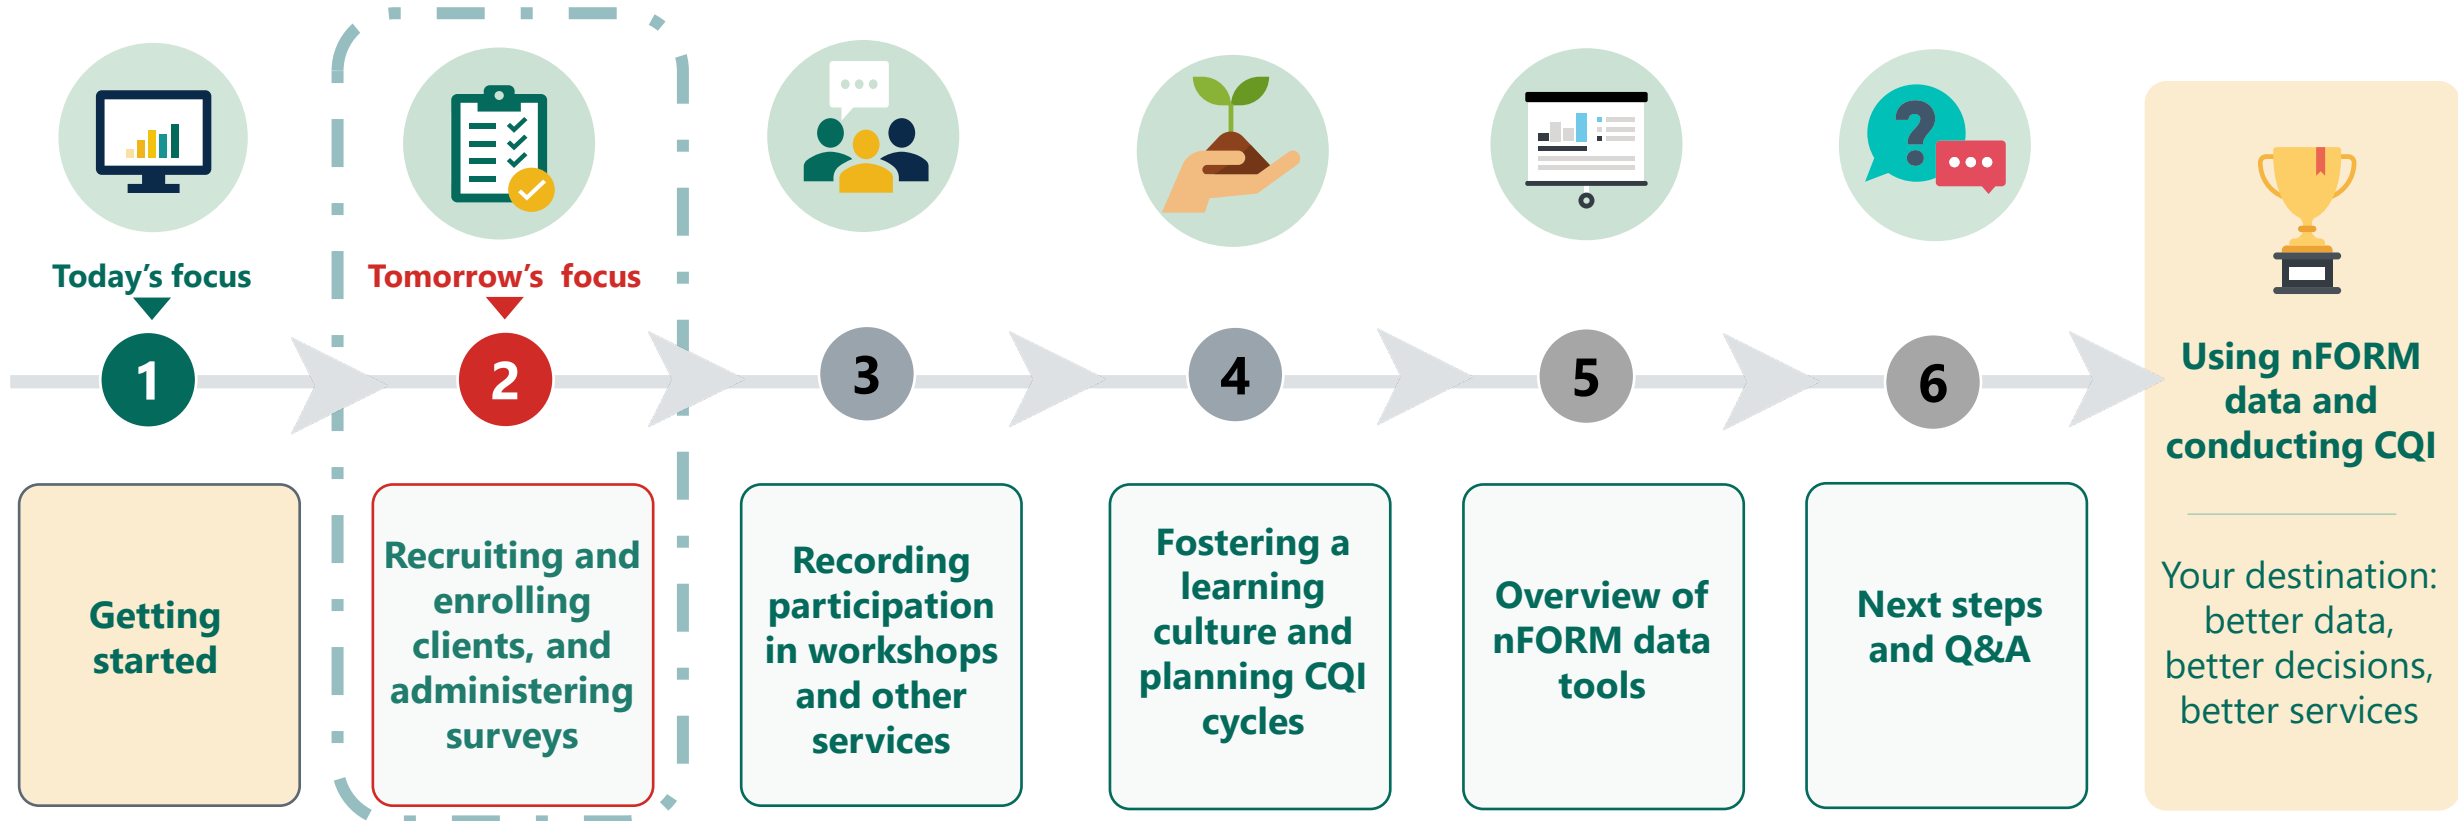 Today's focus
Tomorrow's focus
1
2
3
4
5
6
Getting
started
Recruiting and
enrolling
clients, and
administering
surveys
Recording
participation
in workshops
and other
services
Fostering a
learning
culture and
planning CQI
cycles
Overview of
nFORM data
tools
Next steps
and Q&A
Using nFORM
data and
conducting CQI
Your destination:
better data,
better decisions,
better services